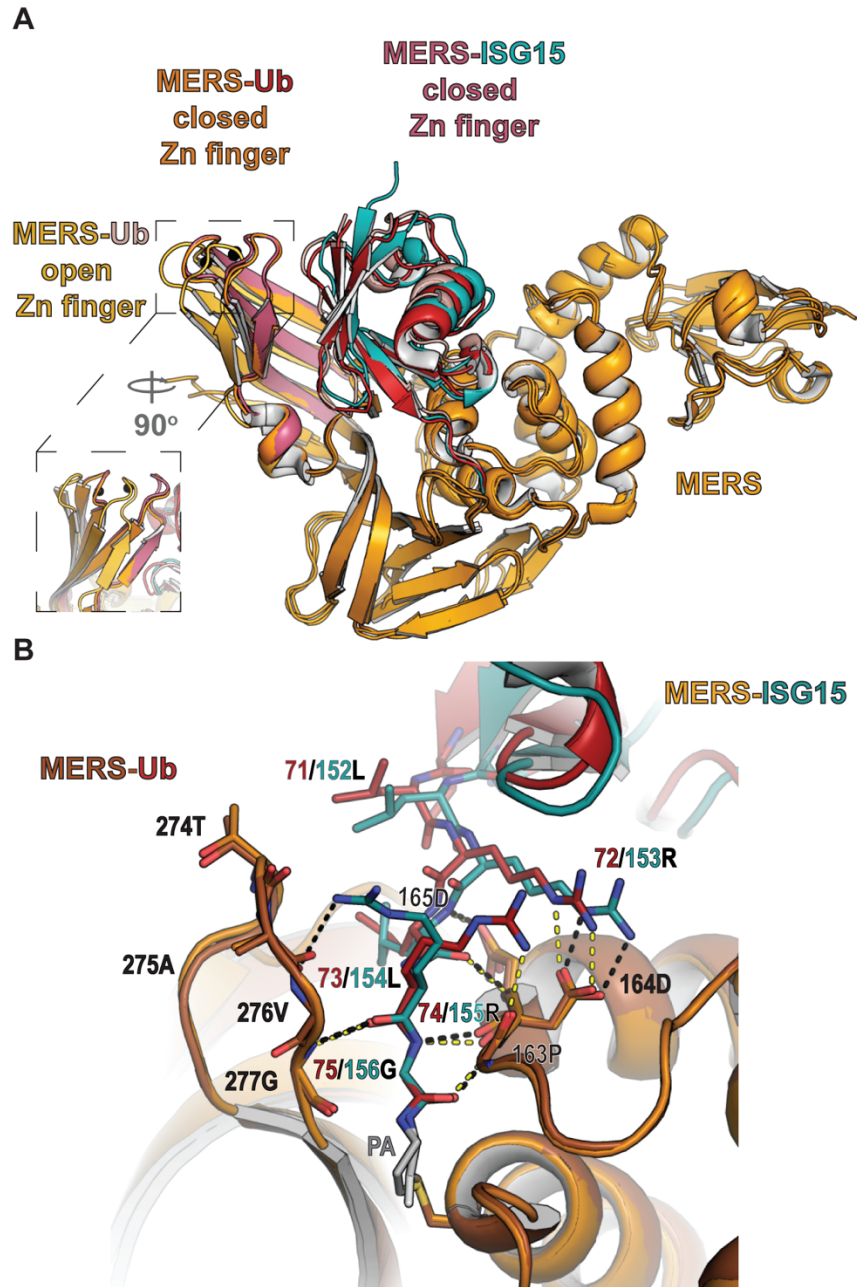 A
MERS-Ub
closed
Zn finger
MERS-ISG15
closed
Zn finger
MERS-Ub
open
Zn finger
90º
MERS
B
MERS-ISG15
MERS-Ub
71/152L
274T
72/153R
165D
275A
73/154L
164D
276V
74/155R
163P
277G
75/156G
PA